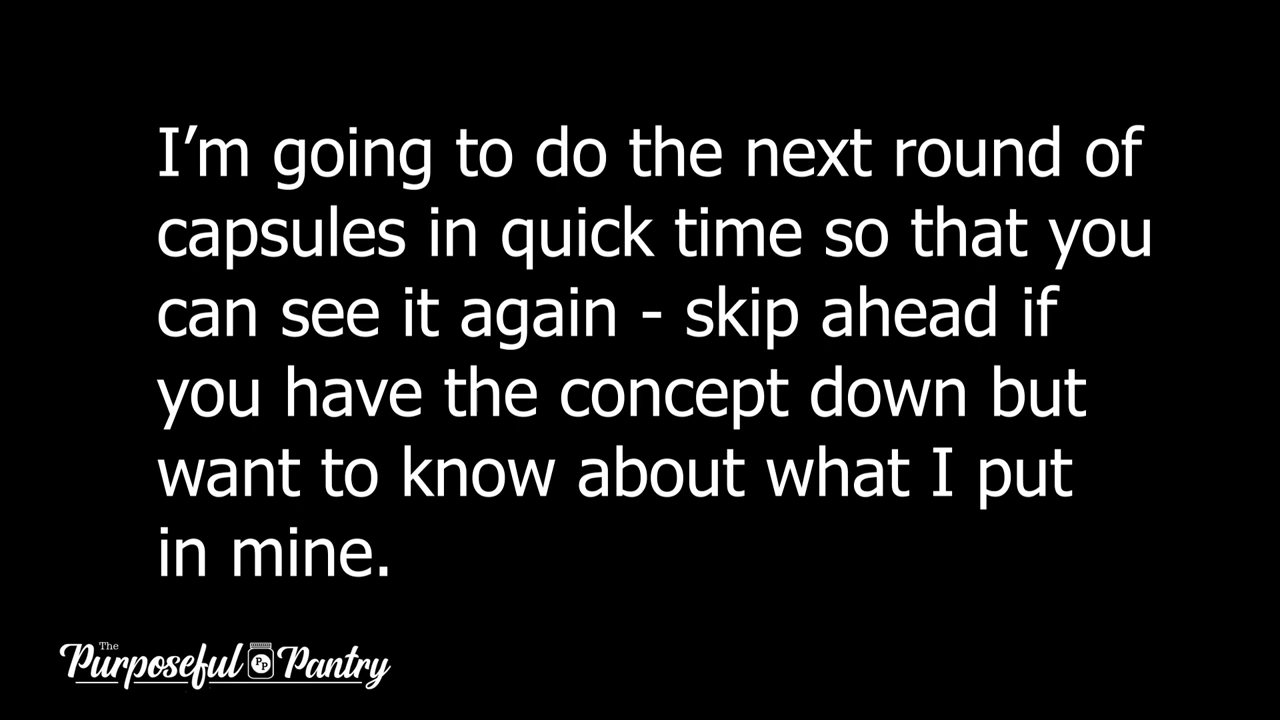 I’m going to do the next round of
capsules in quick time so that you
can see it again - skip ahead if
you have the concept down but
want to know about what I put
in mine.
The
Purposeful PP Pantry